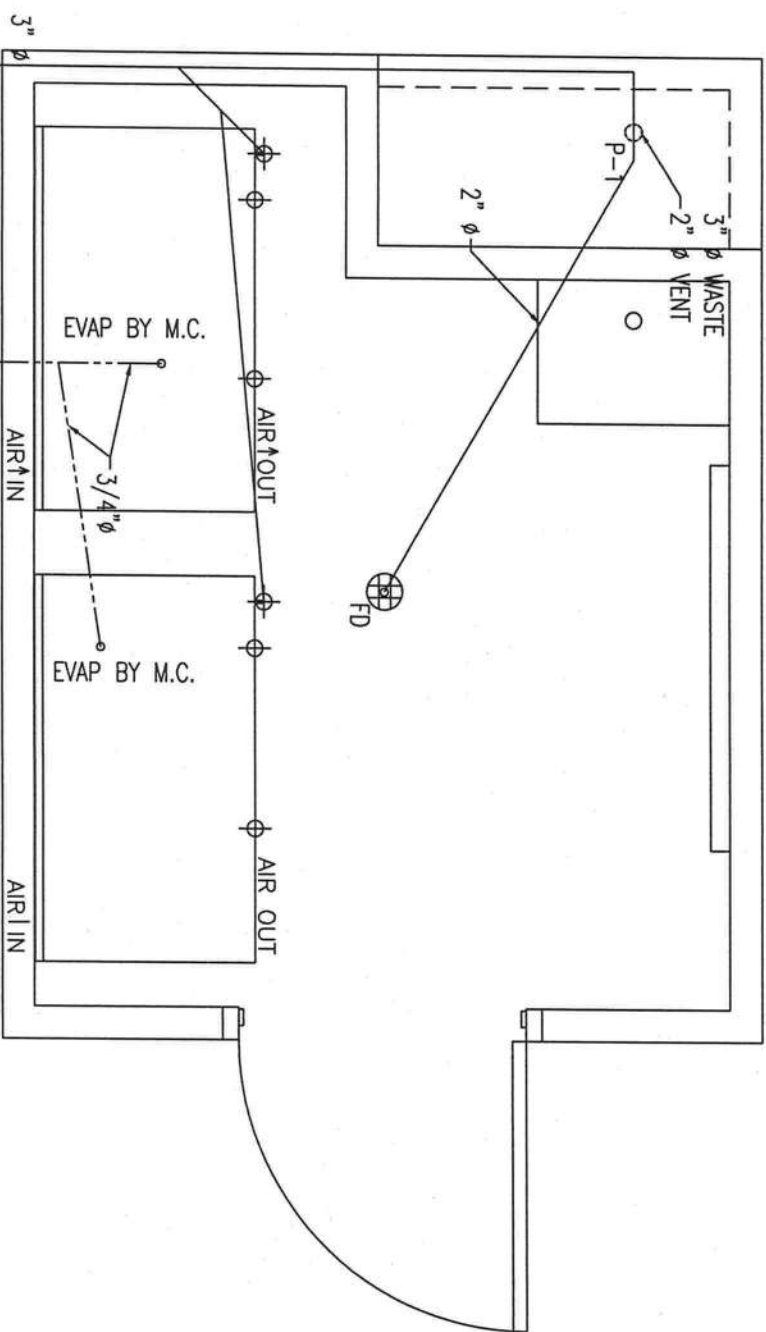 3" ø
3" ø WASTE
2" ø VENT
P-1
2" ø
EVAP BY M.C.
AIR OUT
3/4"ø
AIR IN
FD
EVAP BY M.C.
AIR OUT
AIR IN